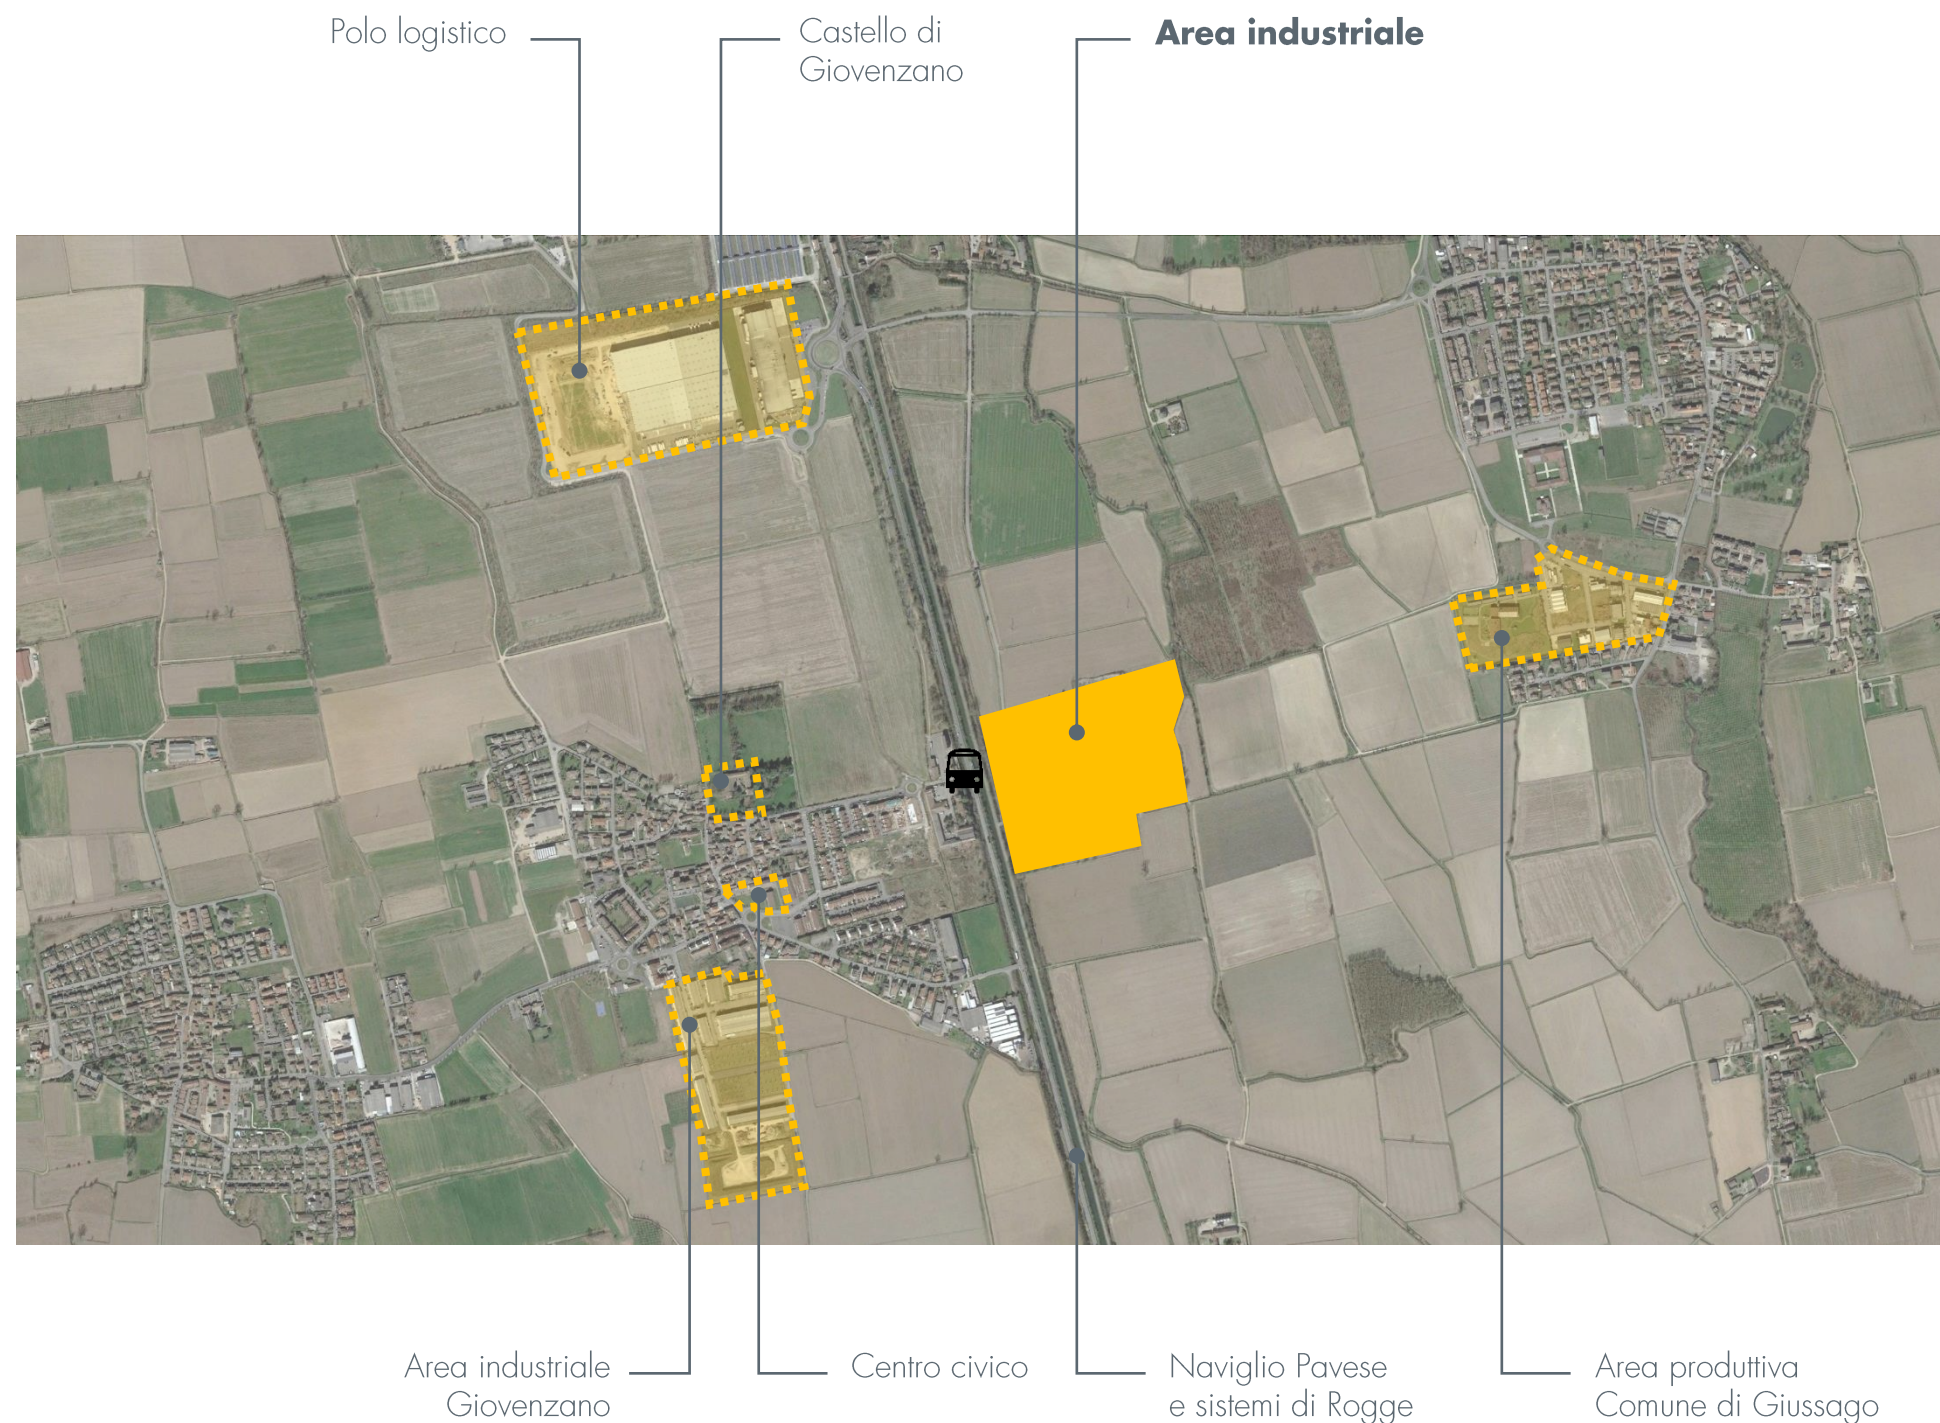 Polo logistico
Castello di
Giovenzano
Area industriale
Area industriale
Giovenzano
Centro civico
Naviglio Pavese
e sistemi di Rogge
Area produttiva
Comune di Giussago